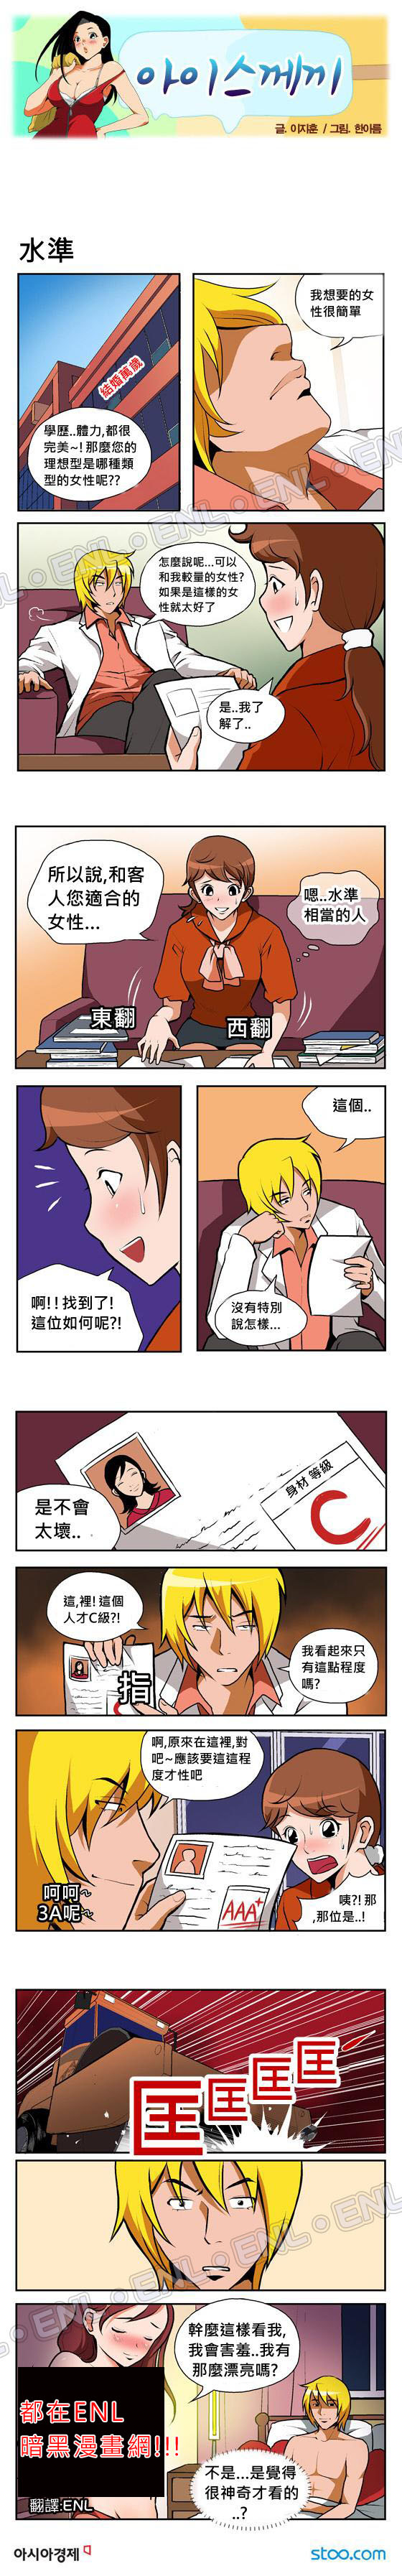 아이스께끼
글. 이지훈 / 그림. 한아름
水準
結婚萬歲
學歷..體力,都很
完美~! 那麼您的
理想型是哪種類
型的女性呢??
我想要的女
性很簡單
怎麼說呢...可以
和我較量的女性?
如果是這樣的女
性就太好了
是..我了
解了..
ENL
所以說,和客
人您適合的
女性...
嗯..水準
相當的人
東翻
西翻
啊!!找到了!
這位如何呢?!
這個..
沒有特別
說怎樣...
是不會
太壞..
身材 等級
C
這,裡! 這個
人才C級?!
指
我看起來只
有這點程度
嗎?
啊,原來在這裡,對
吧~應該要這這程
度才性吧
AAA+
呵呵~
3A呢~
咦?! 那
,那位是..!
匡匡匡匡
ENL
幹麼這樣看我,
我會害羞..我有
那麼漂亮嗎?
都在ENL
暗黑漫畫網!!!
翻譯:ENL
不是...是覺得
很神奇才看的
..?
아시아경제
stoo.com